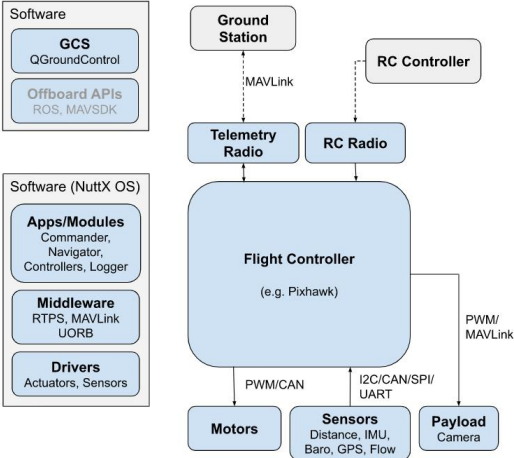 Software
GCS
QGroundControl
Offboard APIs
ROS, MAVSDK
Software (NuttX OS)
Apps/Modules
Commander,
Navigator,
Controllers, Logger
Middleware
RTPS, MAVLink
UORB
Drivers
Actuators, Sensors
Ground
Station
RC Controller
MAVLink
Telemetry
Radio
RC Radio
Flight Controller
(e.g. Pixhawk)
PWM/
MAVLink
PWM/CAN
I2C/CAN/SPI/
UART
Motors
Sensors
Distance, IMU,
Baro, GPS, Flow
Payload
Camera